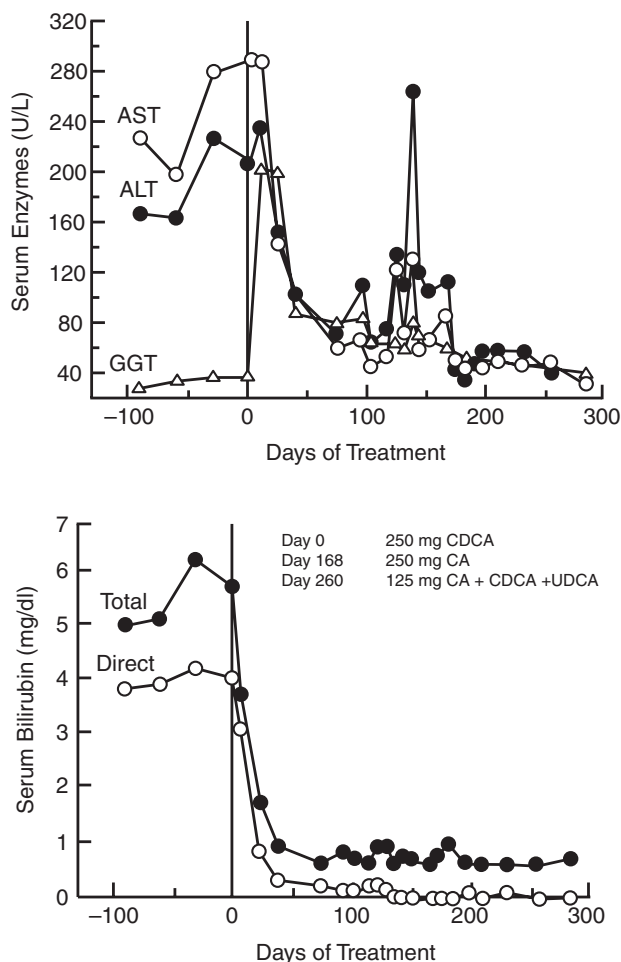 320
280
240
200
160
120
80
40
Serum Enzymes (U/L)
AST
ALT
GGT
−100
0
100
200
300
Days of Treatment
7
6
5
4
3
2
1
0
Serum Bilirubin (mg/dl)
Day 0 250 mg CDCA
Day 168 250 mg CA
Day 260 125 mg CA + CDCA +UDCA
Total
Direct
−100
0
100
200
300
Days of Treatment